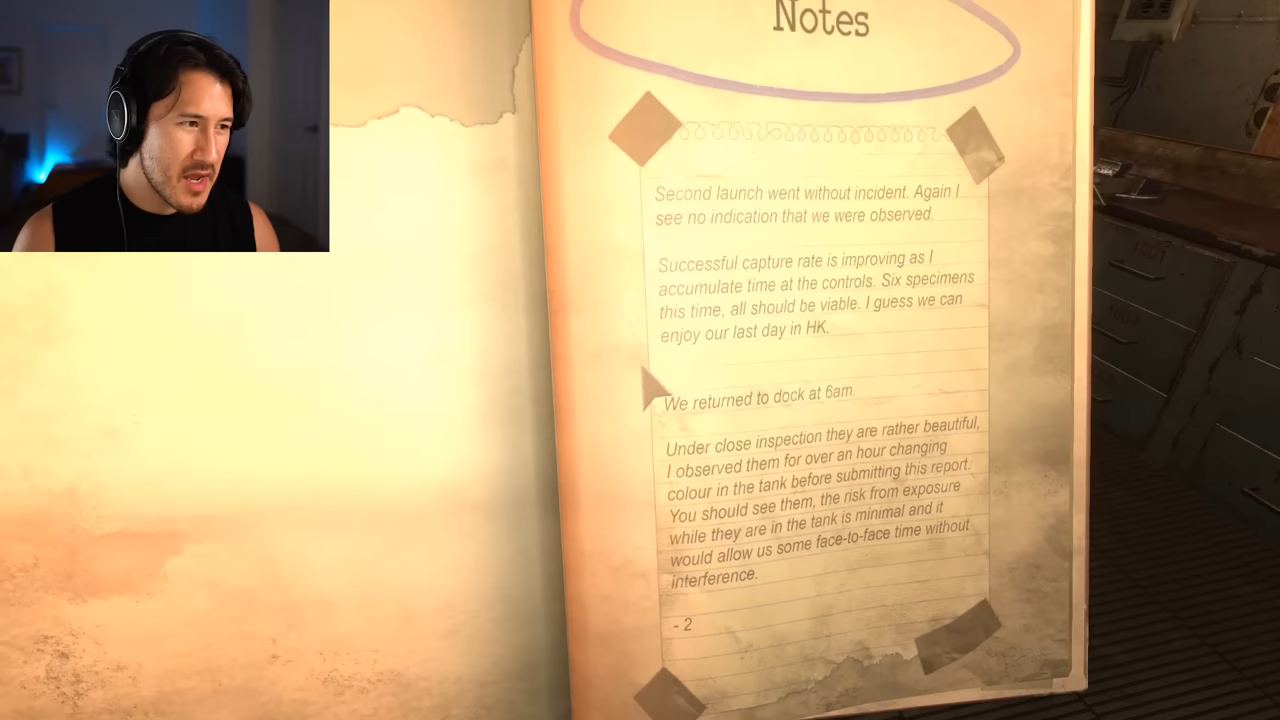 Notes
Second launch went without incident. Again I
see no indication that we were observed.
Successful capture rate is improving as I
accumulate time at the controls. Six specimens
this time, all should be viable. I guess we can
enjoy our last day in HK.
We returned to dock at 6am.
Under close inspection they are rather beautiful,
I observed them for over an hour changing
colour in the tank before submitting this report.
You should see them, the risk from exposure
while they are in the tank is minimal and it
would allow us some face-to-face time without
interference.
- 2